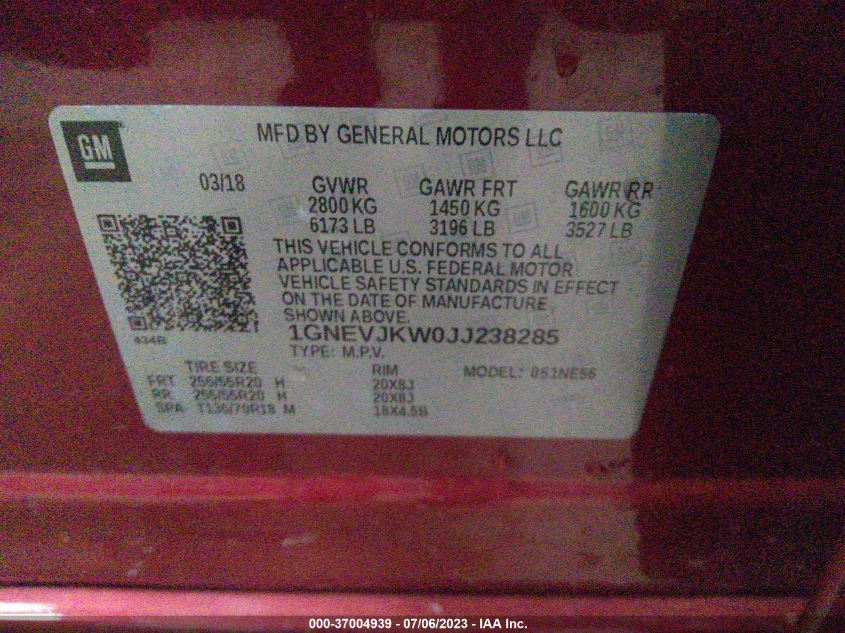 GM
MFD BY GENERAL MOTORS LLC
03/18 GVWR GAWR FRT GAWR RR
2800 KG 1450 KG 1600 KG
6173 LB 3196 LB 3527 LB
THIS VEHICLE CONFORMS TO ALL
APPLICABLE U.S. FEDERAL MOTOR
VEHICLE SAFETY STANDARDS IN EFFECT
ON THE DATE OF MANUFACTURE
SHOWN ABOVE.
434B 1GNEVJKW0JJ238285
TYPE: M.P.V.
TIRE SIZE RIM MODEL:
FRT 255/55R20 H 20X8J
RR 255/55R20 H 20X8J
SPA T135/70R18 M 18X4.5B
000-37004939 - 07/06/2023 - IAA Inc.